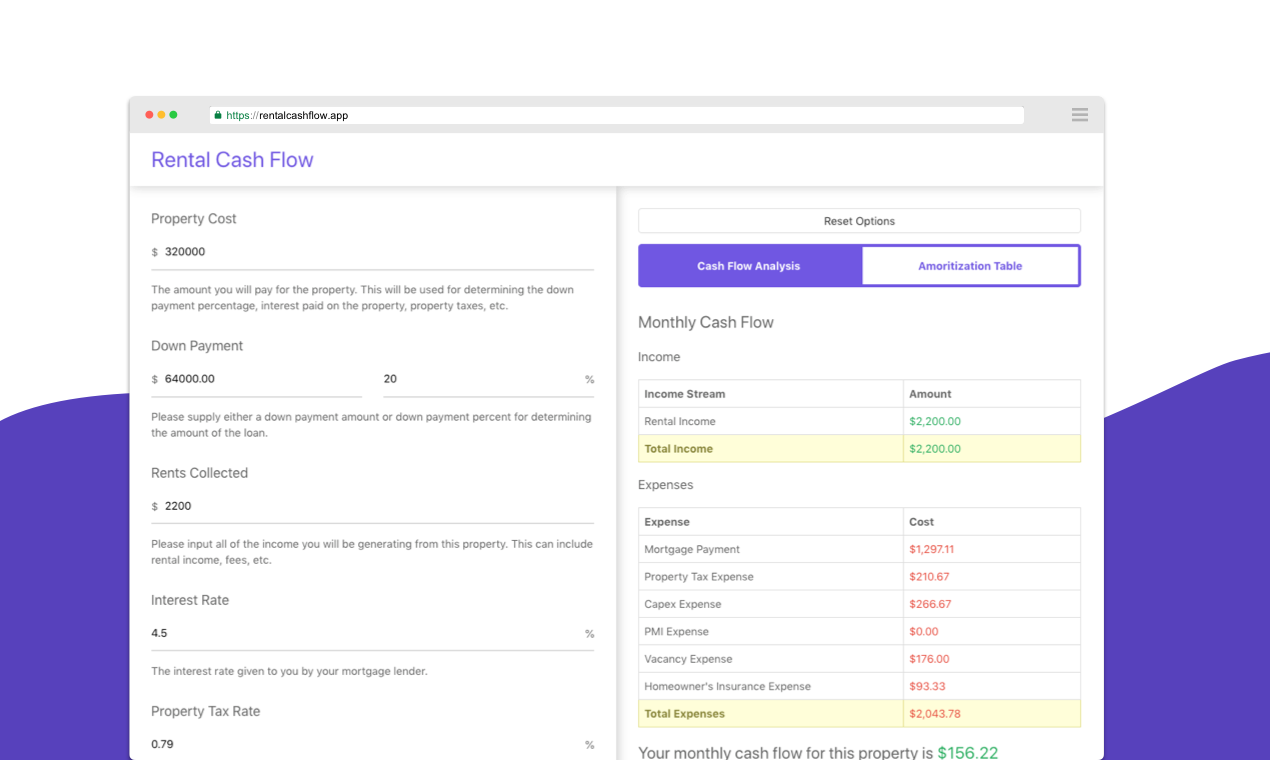 https://rentalcashflow.app
Rental Cash Flow
Property Cost
$ 320000
The amount you will pay for the property. This will be used for determining the down
payment percentage, interest paid on the property, property taxes, etc.
Down Payment
$ 64000.00 20 %
Please supply either a down payment amount or down payment percent for determining
the amount of the loan.
Rents Collected
$ 2200
Please input all of the income you will be generating from this property. This can include
rental income, fees, etc.
Interest Rate
4.5 %
The interest rate given to you by your mortgage lender.
Property Tax Rate
0.79 %
Reset Options
Cash Flow Analysis Amoritization Table
Monthly Cash Flow
Income
Income Stream Amount
Rental Income $2,200.00
Total Income $2,200.00
Expenses
Expense Cost
Mortgage Payment $1,297.11
Property Tax Expense $210.67
Capex Expense $266.67
PMI Expense $0.00
Vacancy Expense $176.00
Homeowner's Insurance Expense $93.33
Total Expenses $2,043.78
Your monthly cash flow for this property is $156.22